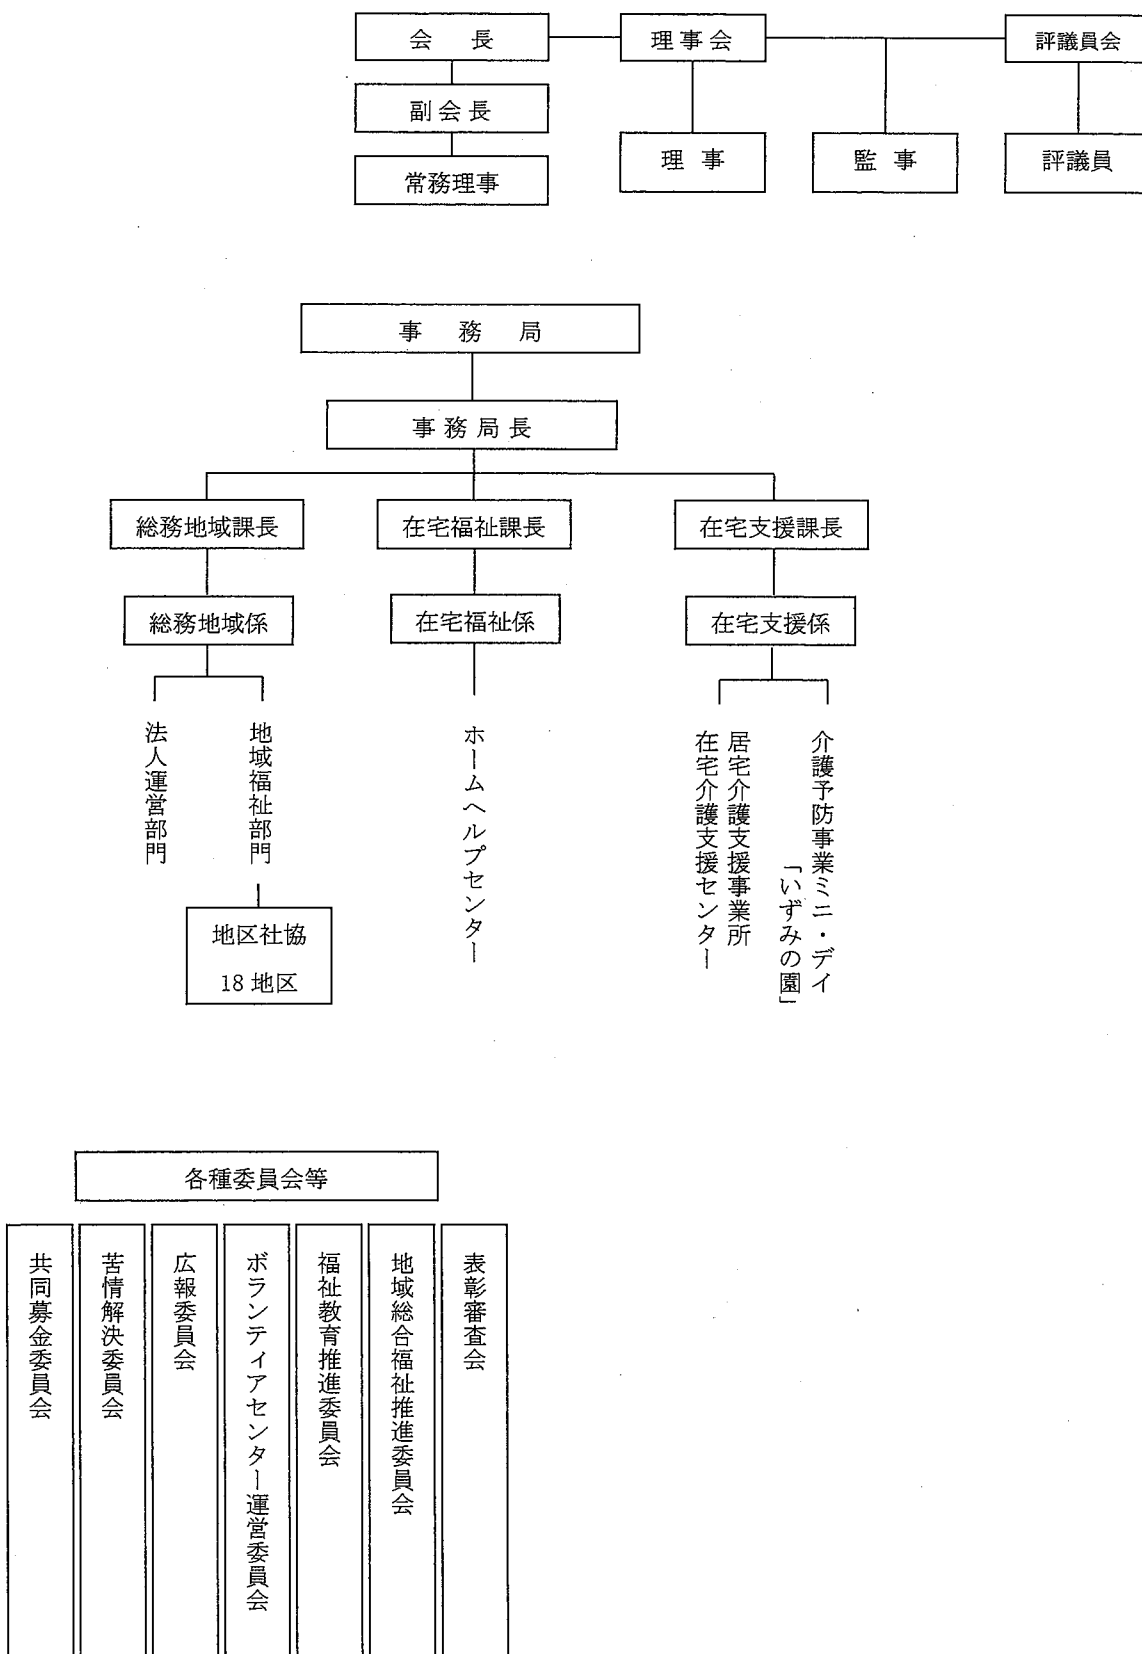 会　長
理事会
評議員会
副会長
常務理事
理　事
監　事
評議員
事　務　局
事務局長
総務地域課長
在宅福祉課長
在宅支援課長
総務地域係
在宅福祉係
在宅支援係
法人運営部門
地域福祉部門
地区社協
18 地区
ホームヘルプセンター
居宅介護支援事業所
在宅介護支援センター
介護予防事業ミニ・デイ
「いずみの園」
各種委員会等
共同募金委員会
苦情解決委員会
広報委員会
ボランティアセンター運営委員会
福祉教育推進委員会
地域総合福祉推進委員会
表彰審査会